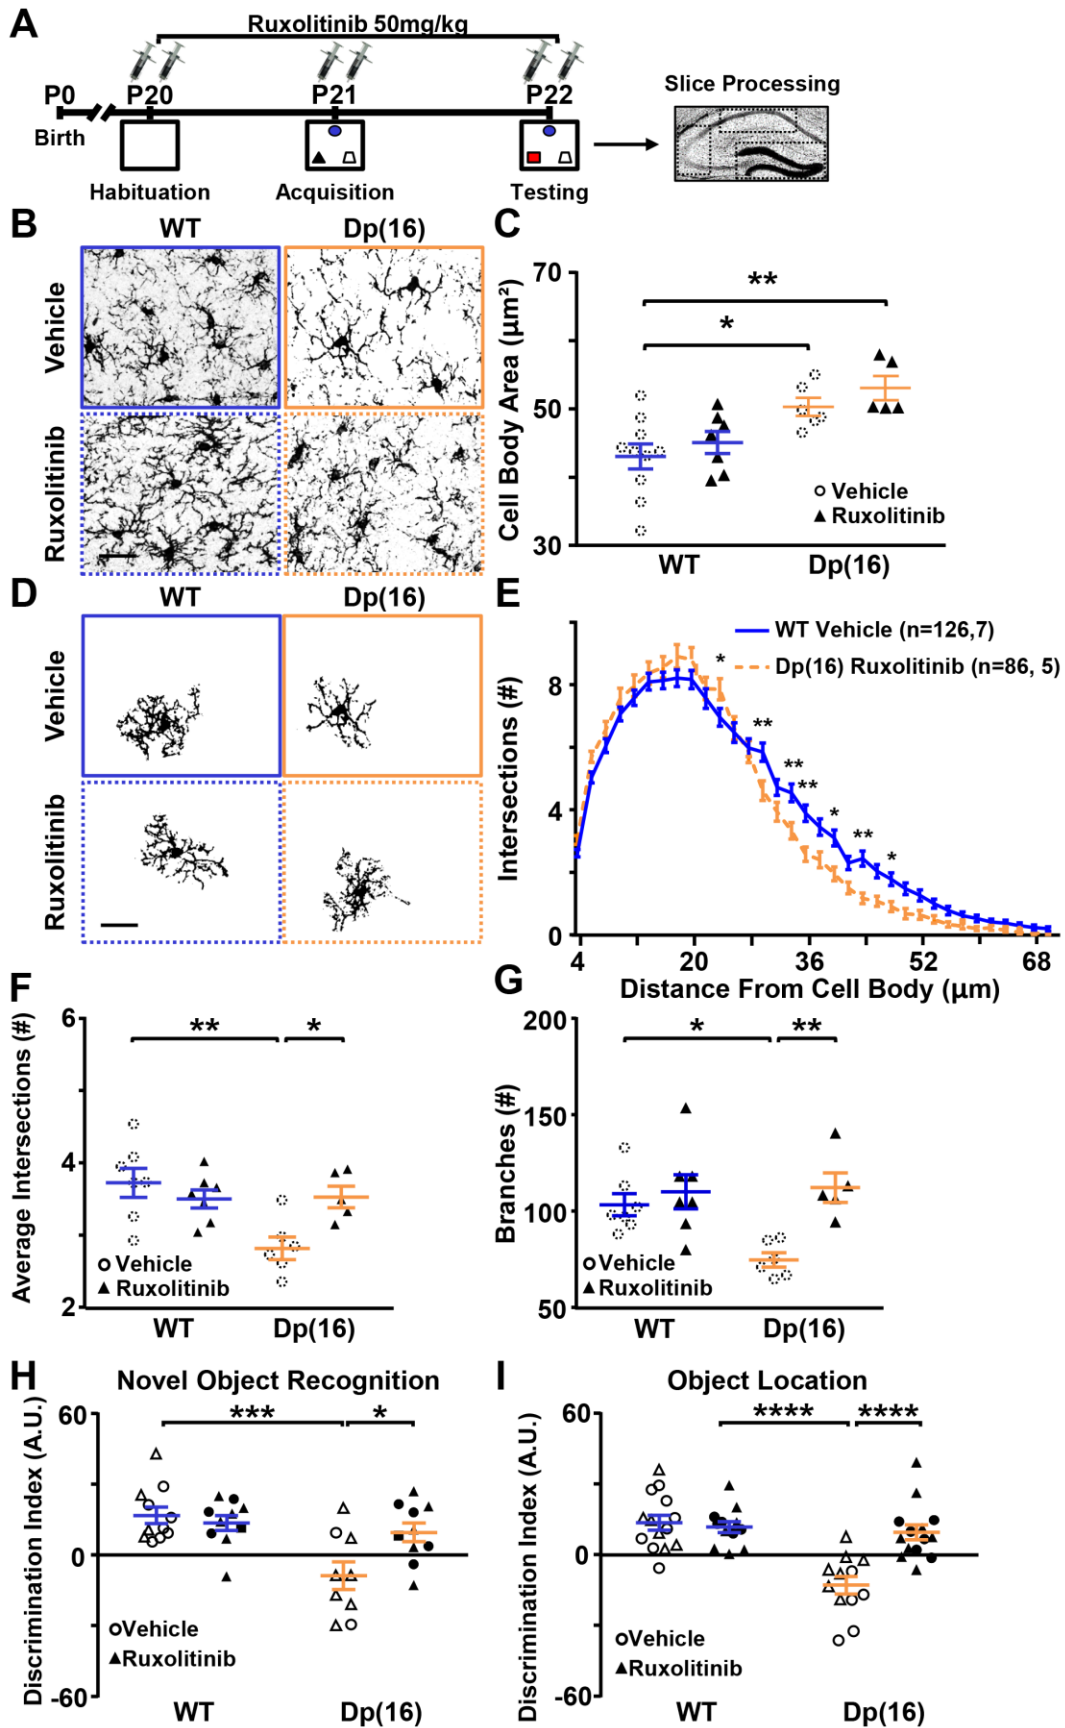 A
Ruxolitinib 50mg/kg
P0 P20 P21 P22
Birth
Habituation Acquisition Testing
Slice Processing
B
WT Dp(16)
Vehicle
Ruxolitinib
C
Cell Body Area (µm²)
70
50
30
** 
*
Vehicle
Ruxolitinib
WT Dp(16)
D
WT Dp(16)
Vehicle
Ruxolitinib
E
Intersections (#)
WT Vehicle (n=126,7)
Dp(16) Ruxolitinib (n=86, 5)
8
4
0
*
**
**
**
*
**
*
4 20 36 52 68
Distance From Cell Body (µm)
F
Average Intersections (#)
6
4
2
** *
Vehicle
Ruxolitinib
WT Dp(16)
G
Branches (#)
200
150
100
50
* **
Vehicle
Ruxolitinib
WT Dp(16)
H
Novel Object Recognition
Discrimination Index (A.U.)
60
0
-60
*** *
Vehicle
Ruxolitinib
WT Dp(16)
I
Object Location
Discrimination Index (A.U.)
60
0
-60
**** ****
Vehicle
Ruxolitinib
WT Dp(16)